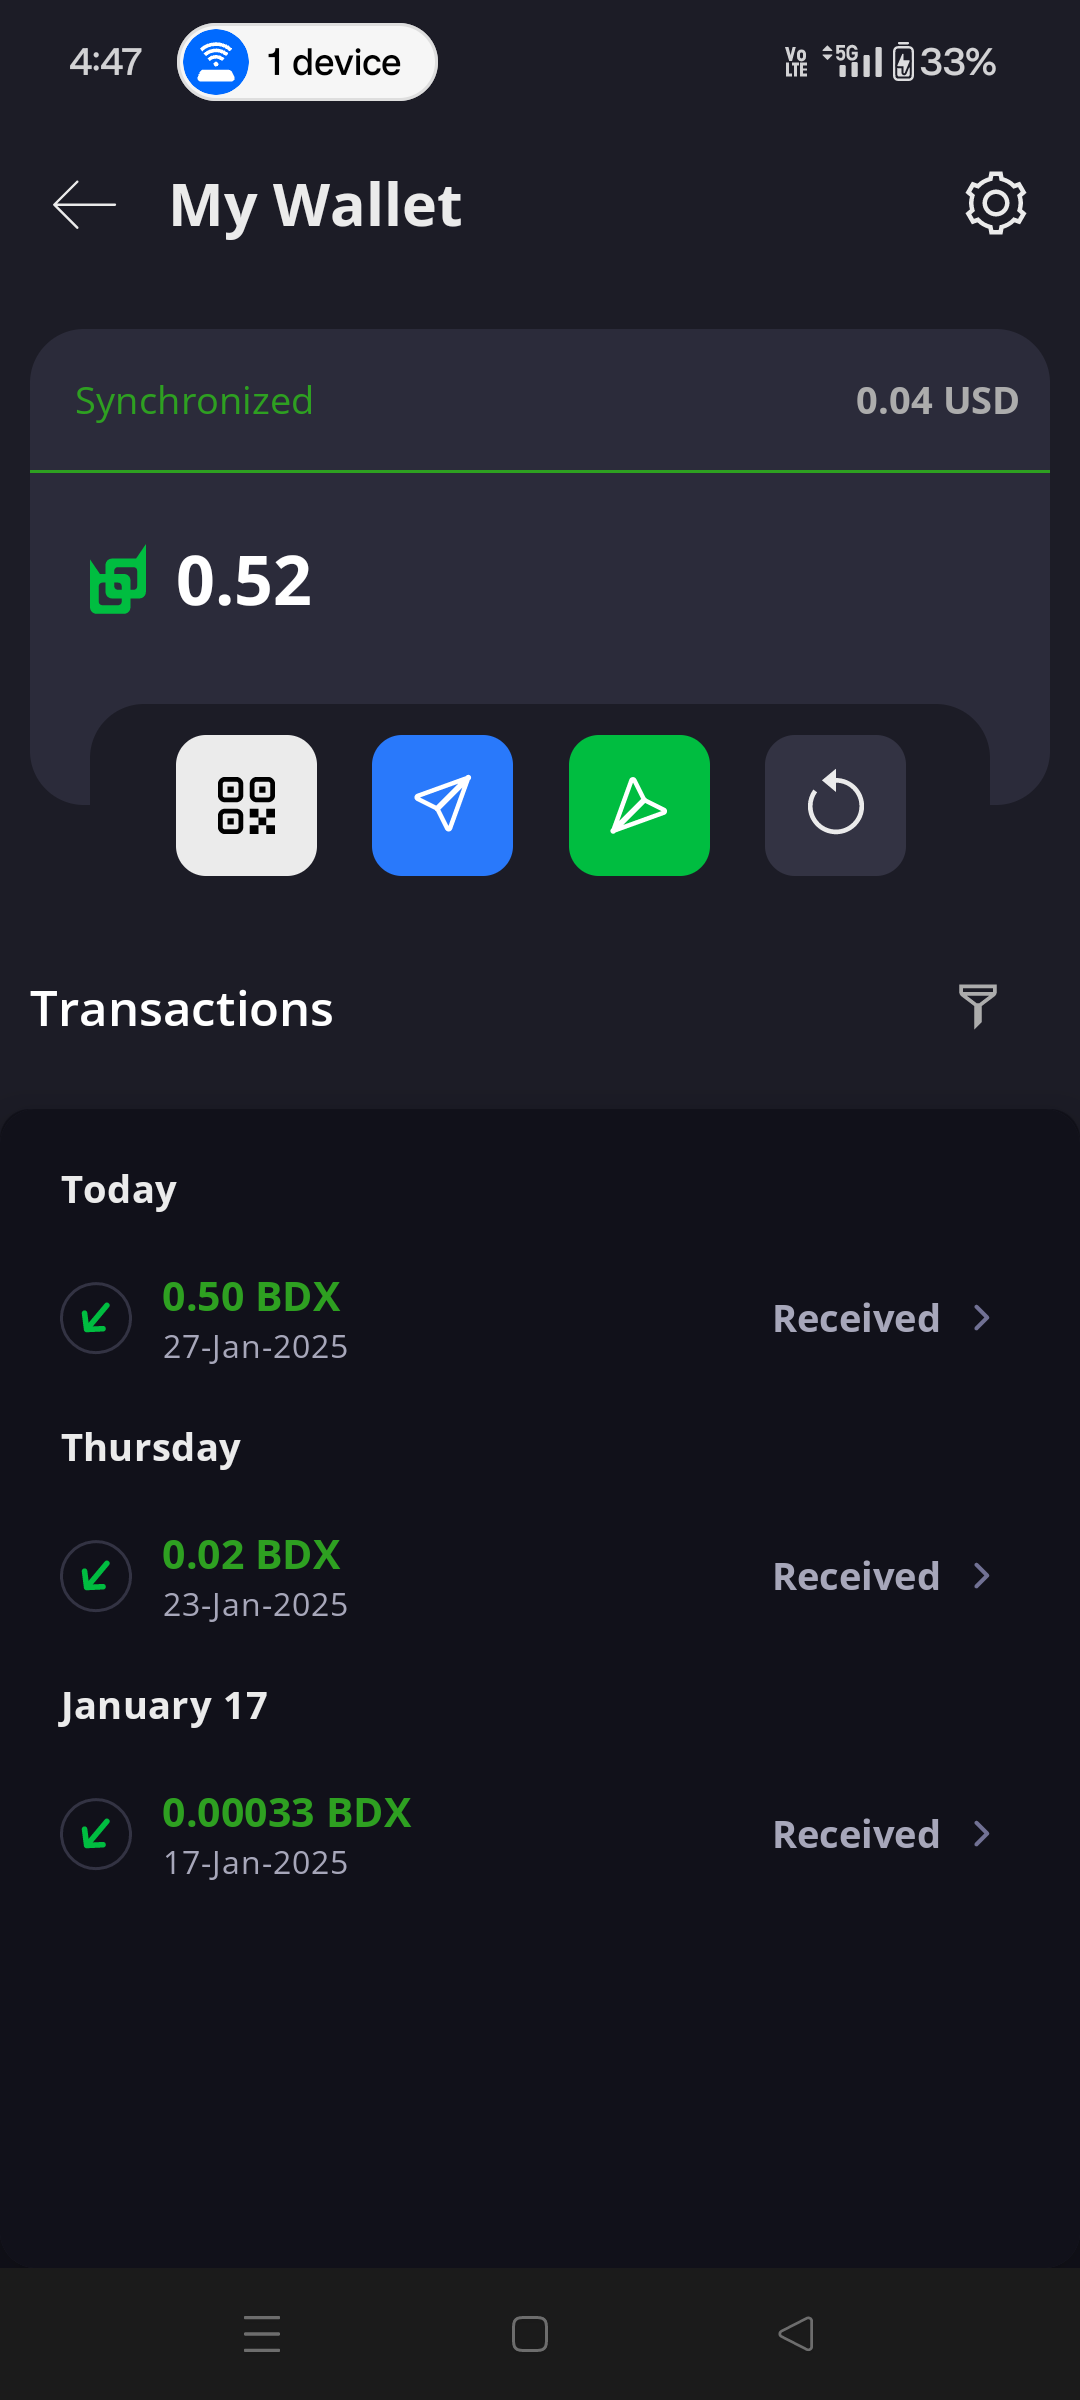 4:47
1 device
Vo LTE
5G
33%
My Wallet
Synchronized
0.04 USD
0.52
Transactions
Today
0.50 BDX
27-Jan-2025
Received
Thursday
0.02 BDX
23-Jan-2025
Received
January 17
0.00033 BDX
17-Jan-2025
Received